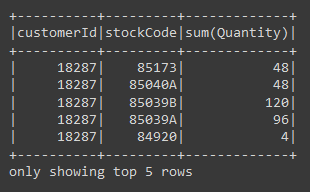 +----------+---------+-------------+
|customerId|stockCode|sum(Quantity)|
+----------+---------+-------------+
|     18287|    85173|           48|
|     18287|   85040A|           48|
|     18287|   85039B|          120|
|     18287|   85039A|           96|
|     18287|    84920|            4|
+----------+---------+-------------+
only showing top 5 rows